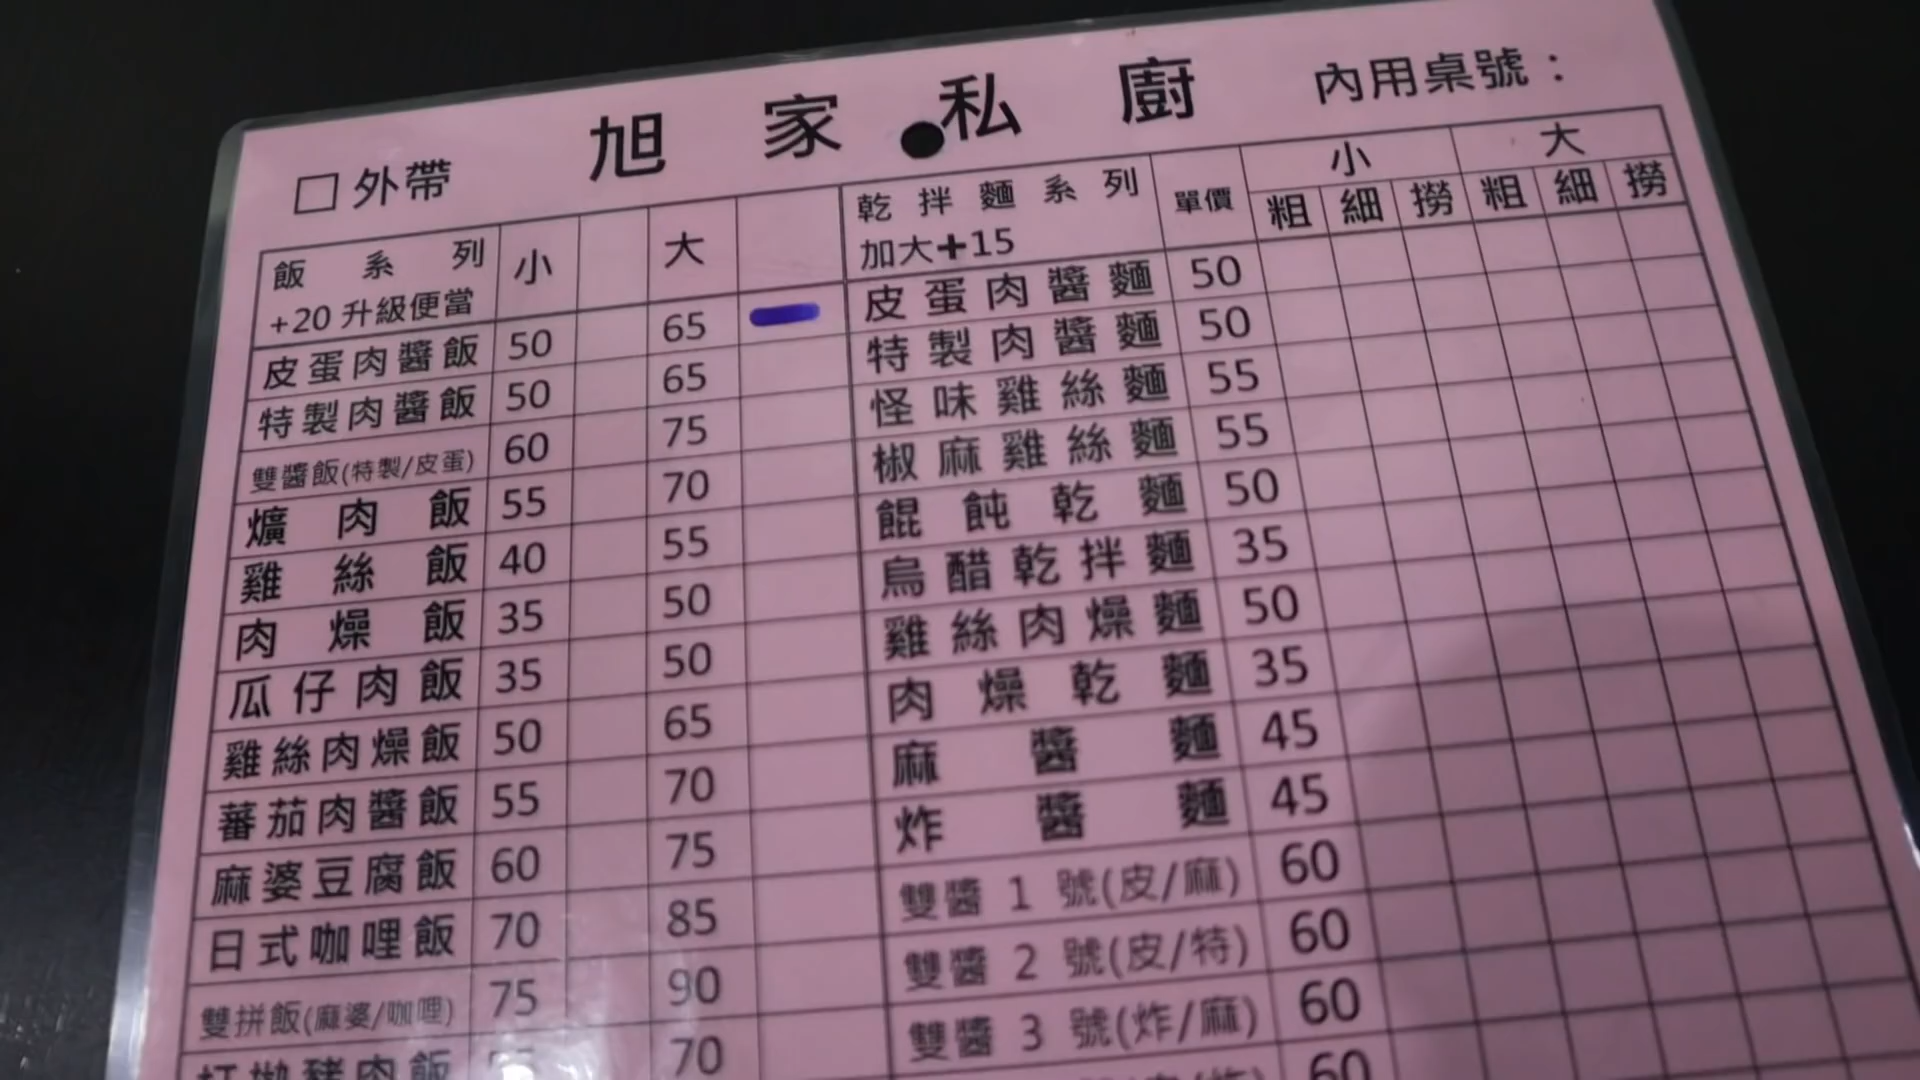 旭家私廚
內用桌號：
□外帶
飯系列 小 大
+20升級便當
皮蛋肉醬飯 50 65
特製肉醬飯 50 65
雙醬飯(特製/皮蛋) 60 75
爌肉飯 55 70
雞絲飯 40 55
肉燥飯 35 50
瓜仔肉飯 35 50
雞絲肉燥飯 50 65
蕃茄肉醬飯 55 70
麻婆豆腐飯 60 75
日式咖哩飯 70 85
雙拼飯(麻婆/咖哩) 75 90
打拋豬肉飯 70
乾拌麵系列 單價 小 大
加大+15 粗 細 撈 粗 細 撈
皮蛋肉醬麵 50
特製肉醬麵 50
怪味雞絲麵 55
椒麻雞絲麵 55
餛飩乾麵 50
烏醋乾拌麵 35
雞絲肉燥麵 50
肉燥乾麵 35
麻醬麵 45
炸醬麵 45
雙醬1號(皮/麻) 60
雙醬2號(皮/特) 60
雙醬3號(炸/麻) 60
60